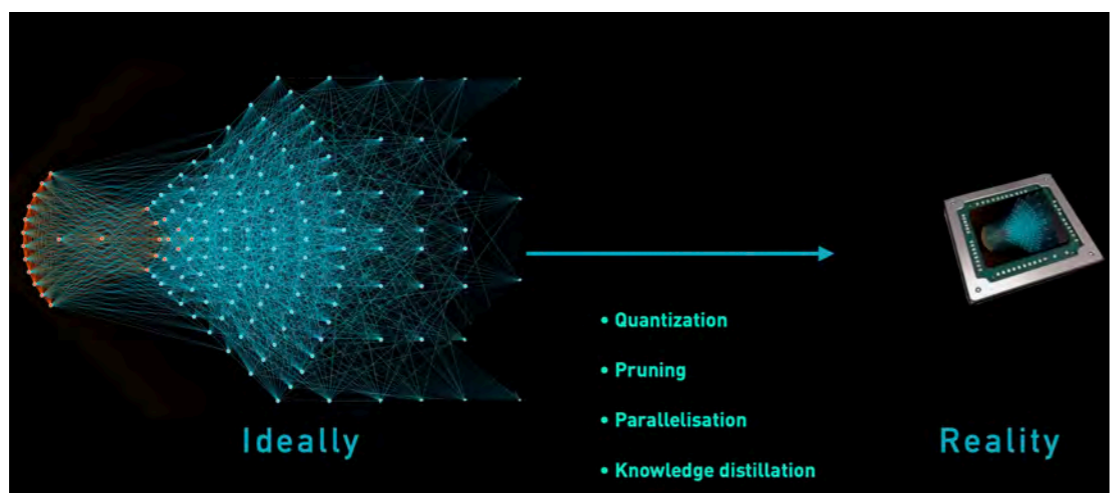 • Quantization
• Pruning
• Parallelisation
• Knowledge distillation
Ideally
Reality